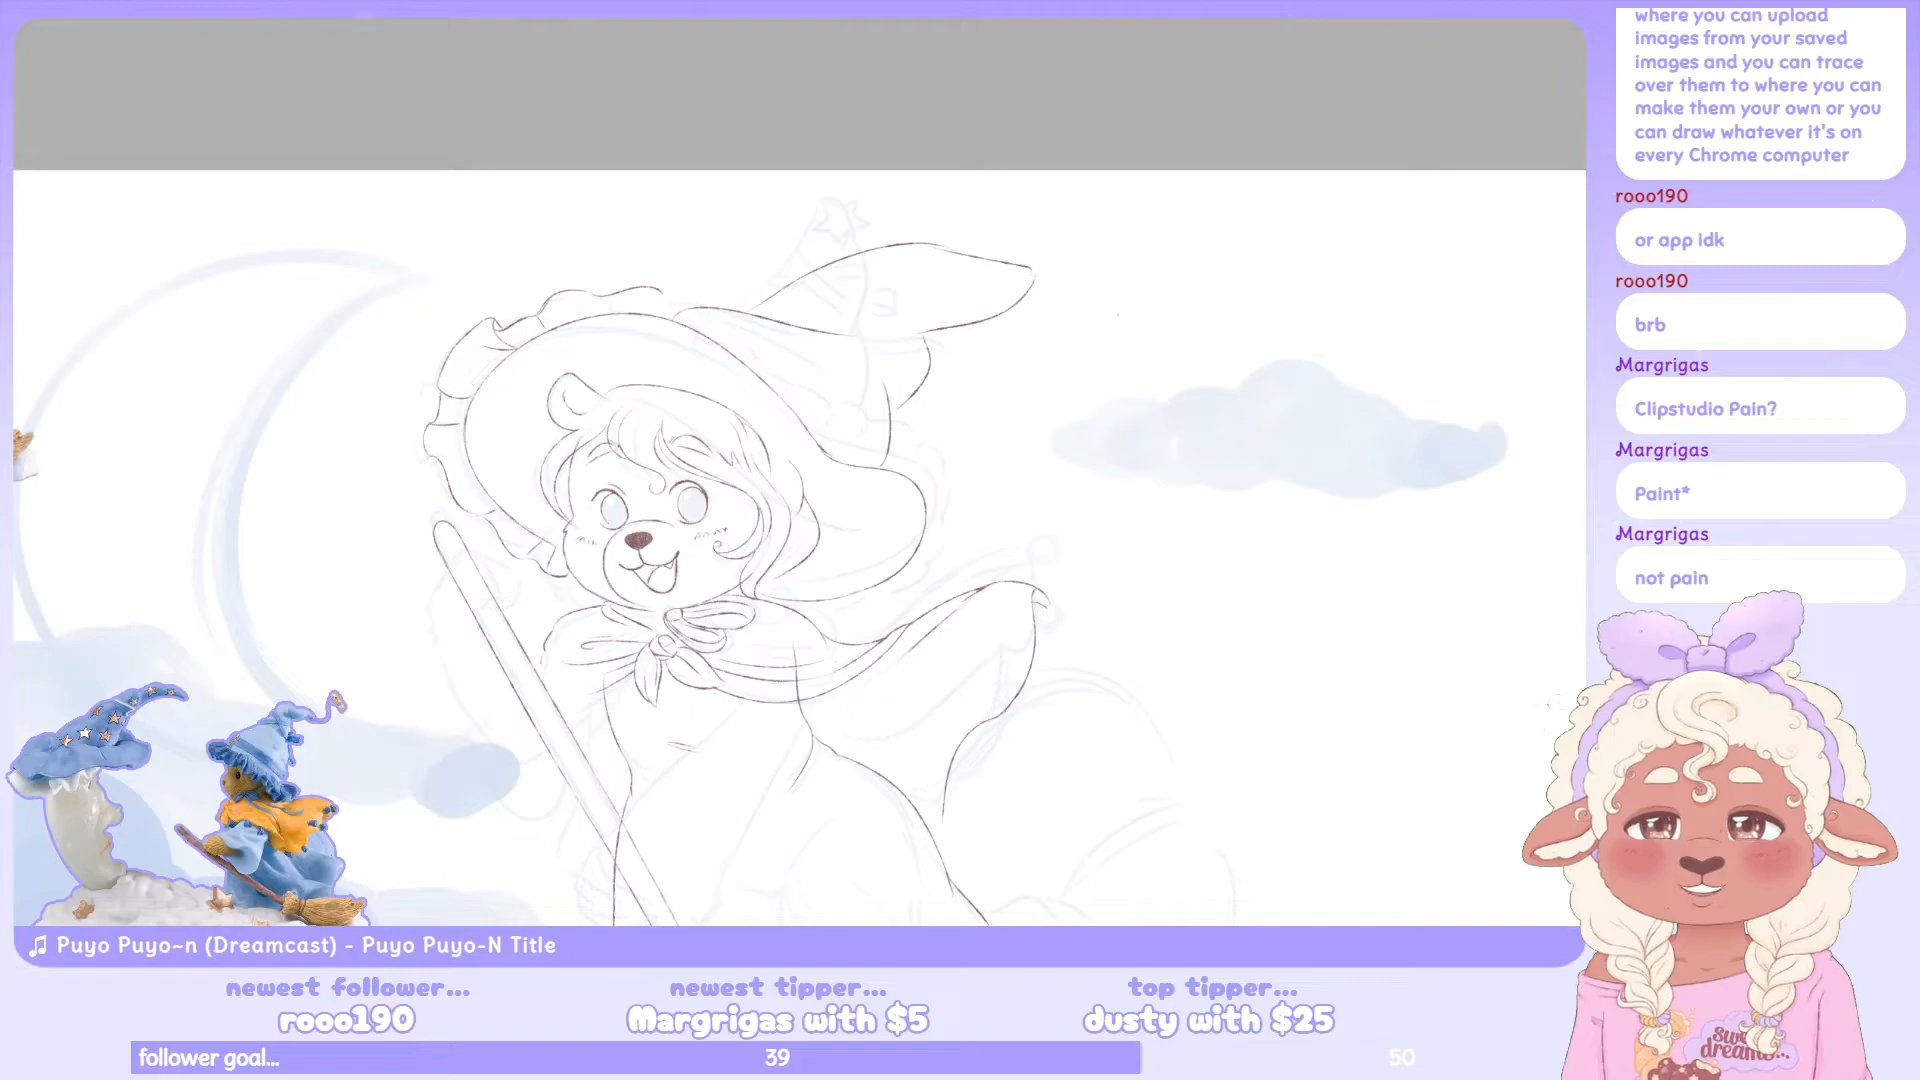 where you can upload
images from your saved
images and you can trace
over them to where you can
make them your own or you
can draw whatever it's on
every Chrome computer
rooo190
or app idk
rooo190
brb
Margrigas
Clipstudio Pain?
Margrigas
Paint*
Margrigas
not pain
Puyo Puyo~n (Dreamcast) - Puyo Puyo-N Title
newest follower...
rooo190
newest tipper...
Margrigas with $5
top tipper...
dusty with $25
follower goal...
39
50
dreams...